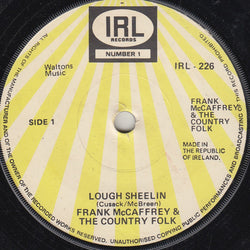 IRL
RECORDS
NUMBER 1
Waltons
Music
IRL - 226
FRANK
McCAFFREY
& THE
COUNTRY
FOLK
SIDE 1
MADE IN
THE REPUBLIC
OF IRELAND.
LOUGH SHEELIN
(Cusack/McBreen)
FRANK McCAFFREY &
THE COUNTRY FOLK
ALL RIGHTS OF THE MANUFACTURER AND OF THE OWNER OF THE RECORDED WORKS RESERVED. UNAUTHORISED COPYING PUBLIC PERFORMANCES AND BROADCASTING OF THIS RECORD PROHIBITED.